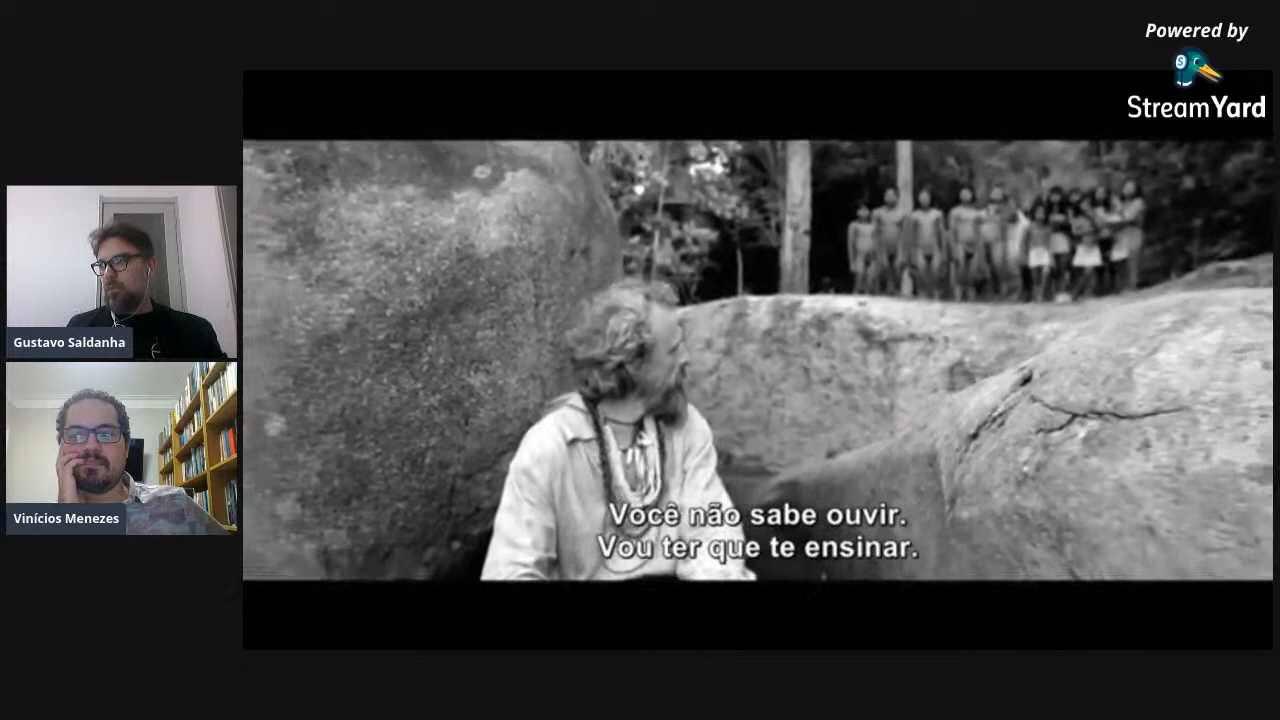 Powered by
StreamYard
Gustavo Saldanha
Vinícios Menezes
Você não sabe ouvir.
Vou ter que te ensinar.